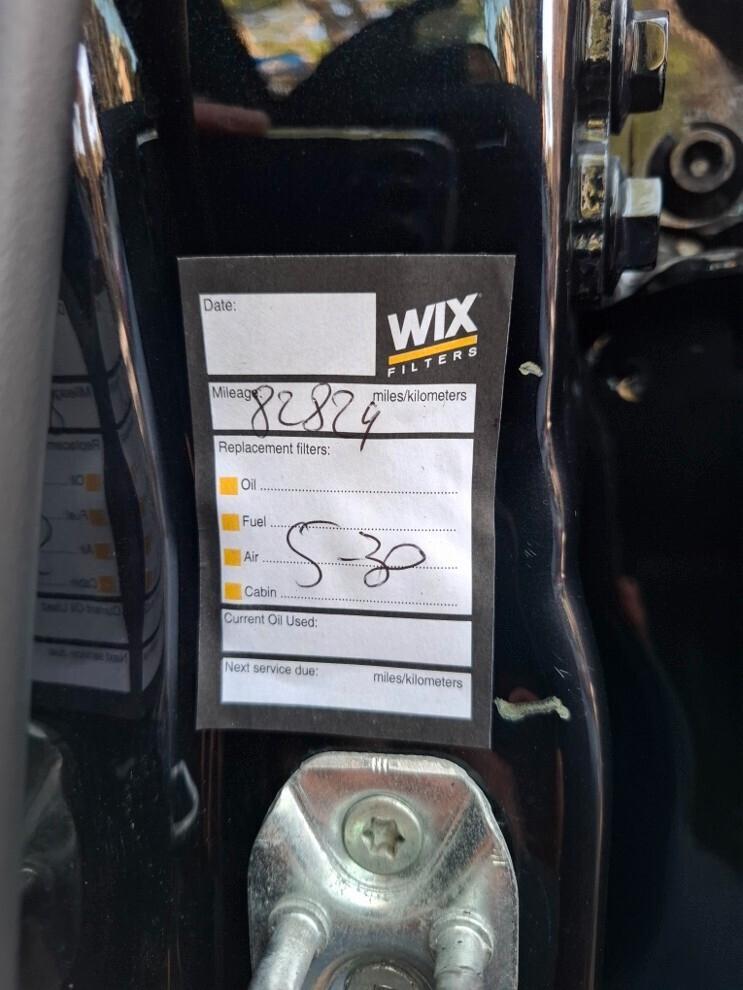 Date:
WIX
FILTERS
Mileage: 82824 miles/kilometers
Replacement filters:
Oil
Fuel
5-30
Air
Cabin
Current Oil Used:
Next service due: miles/kilometers